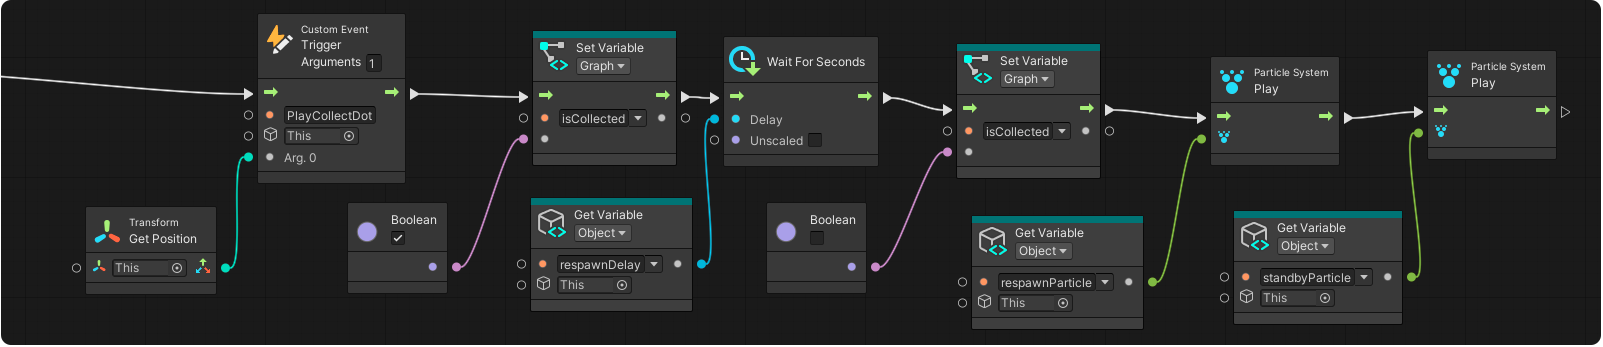 Custom Event
Trigger
Arguments 1
PlayCollectDot
This
Arg. 0
Transform
Get Position
This
Set Variable
Graph
isCollected
Boolean
Wait For Seconds
Delay
Unscaled
Get Variable
Object
respawnDelay
This
Set Variable
Graph
isCollected
Boolean
Particle System
Play
Get Variable
Object
respawnParticle
This
Particle System
Play
Get Variable
Object
standbyParticle
This